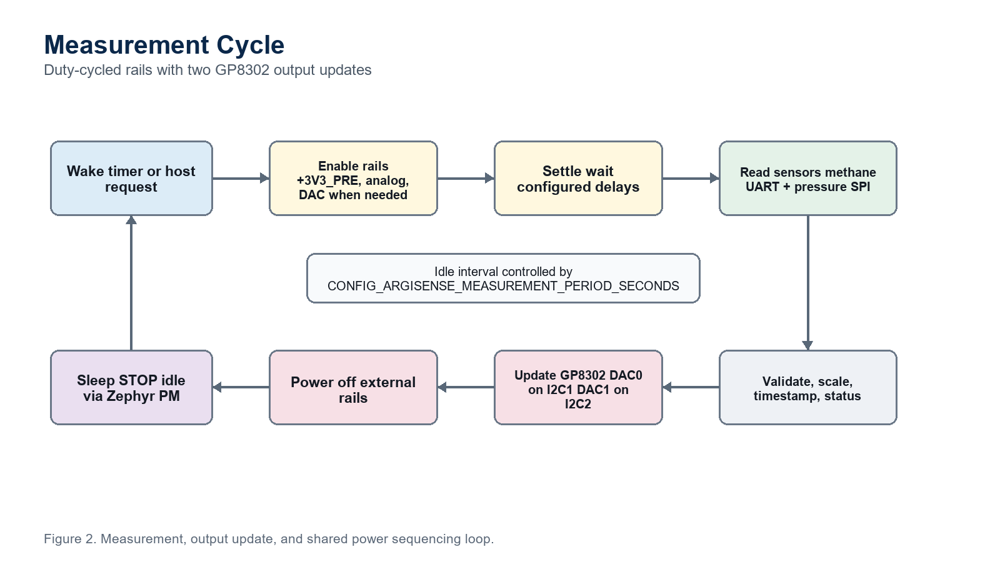 Measurement Cycle
Duty-cycled rails with two GP8302 output updates
Wake timer or host
request
Enable rails
+3V3_PRE, analog,
DAC when needed
Settle wait
configured delays
Read sensors methane
UART + pressure SPI
Idle interval controlled by
CONFIG_ARGISENSE_MEASUREMENT_PERIOD_SECONDS
Sleep STOP idle
via Zephyr PM
Power off external
rails
Update GP8302 DAC0
on I2C1 DAC1 on
I2C2
Validate, scale,
timestamp, status
Figure 2. Measurement, output update, and shared power sequencing loop.